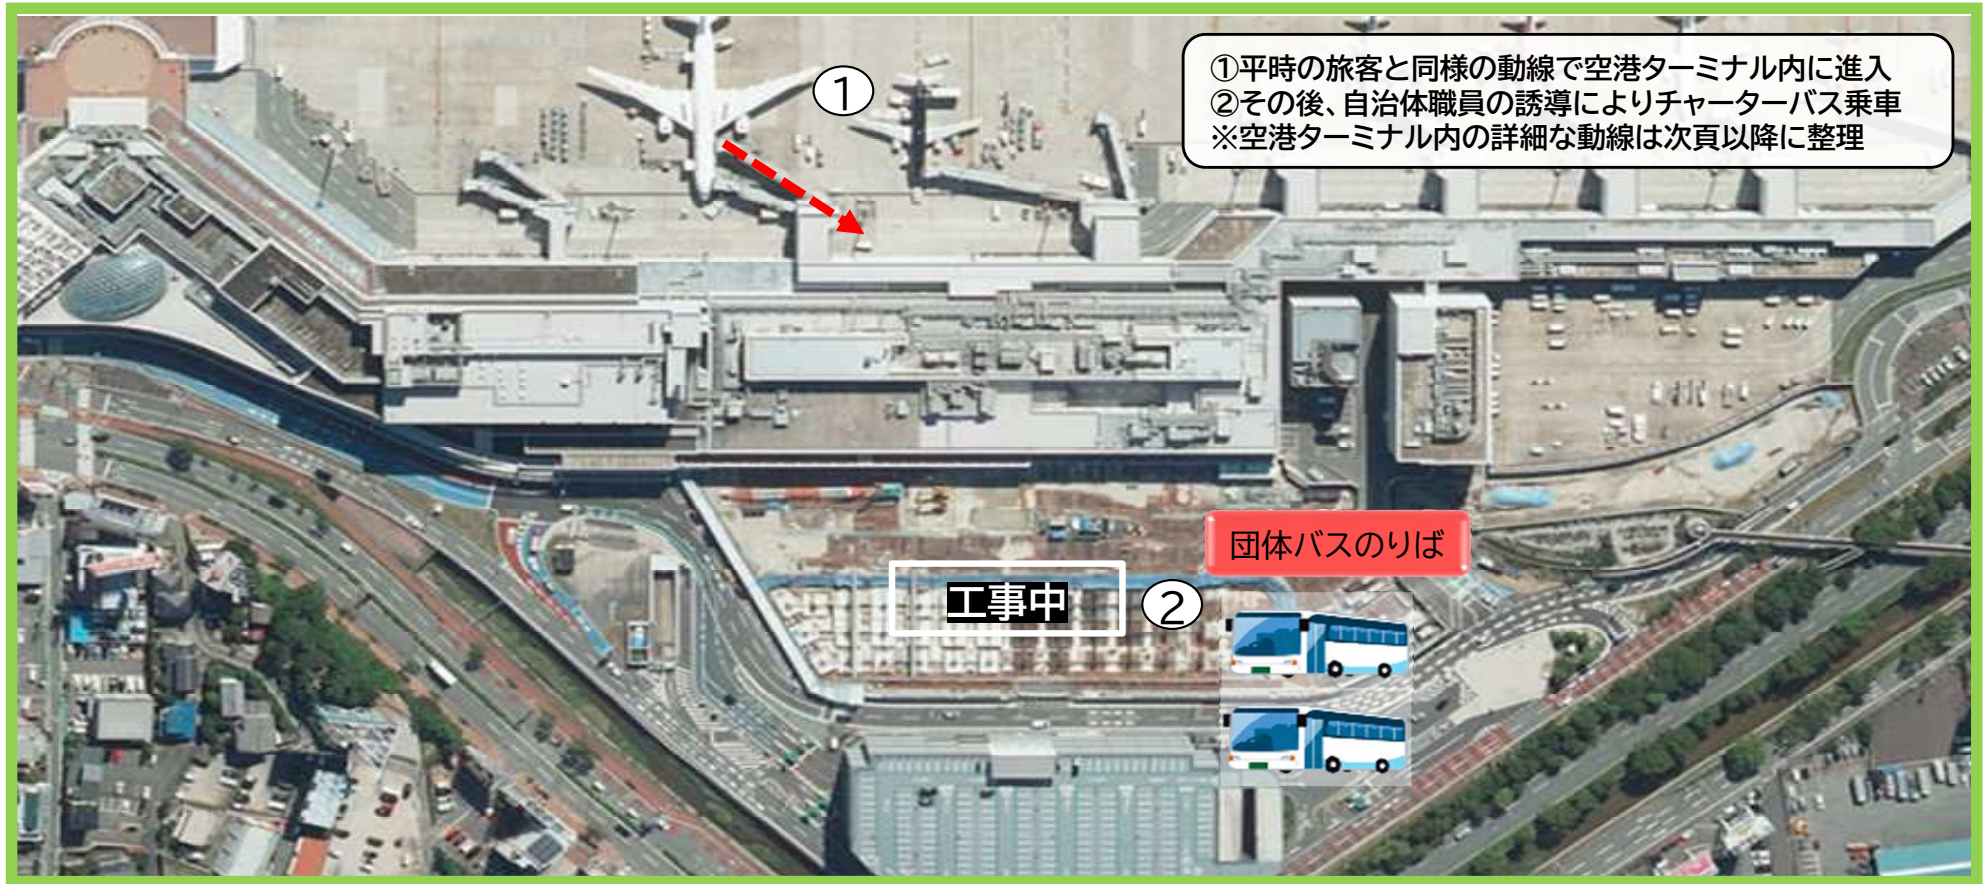 ①平時の旅客と同様の動線で空港ターミナル内に進入
②その後、自治体職員の誘導によりチャーターバス乗車
※空港ターミナル内の詳細な動線は次頁以降に整理
①
団体バスのりば
工事中
②